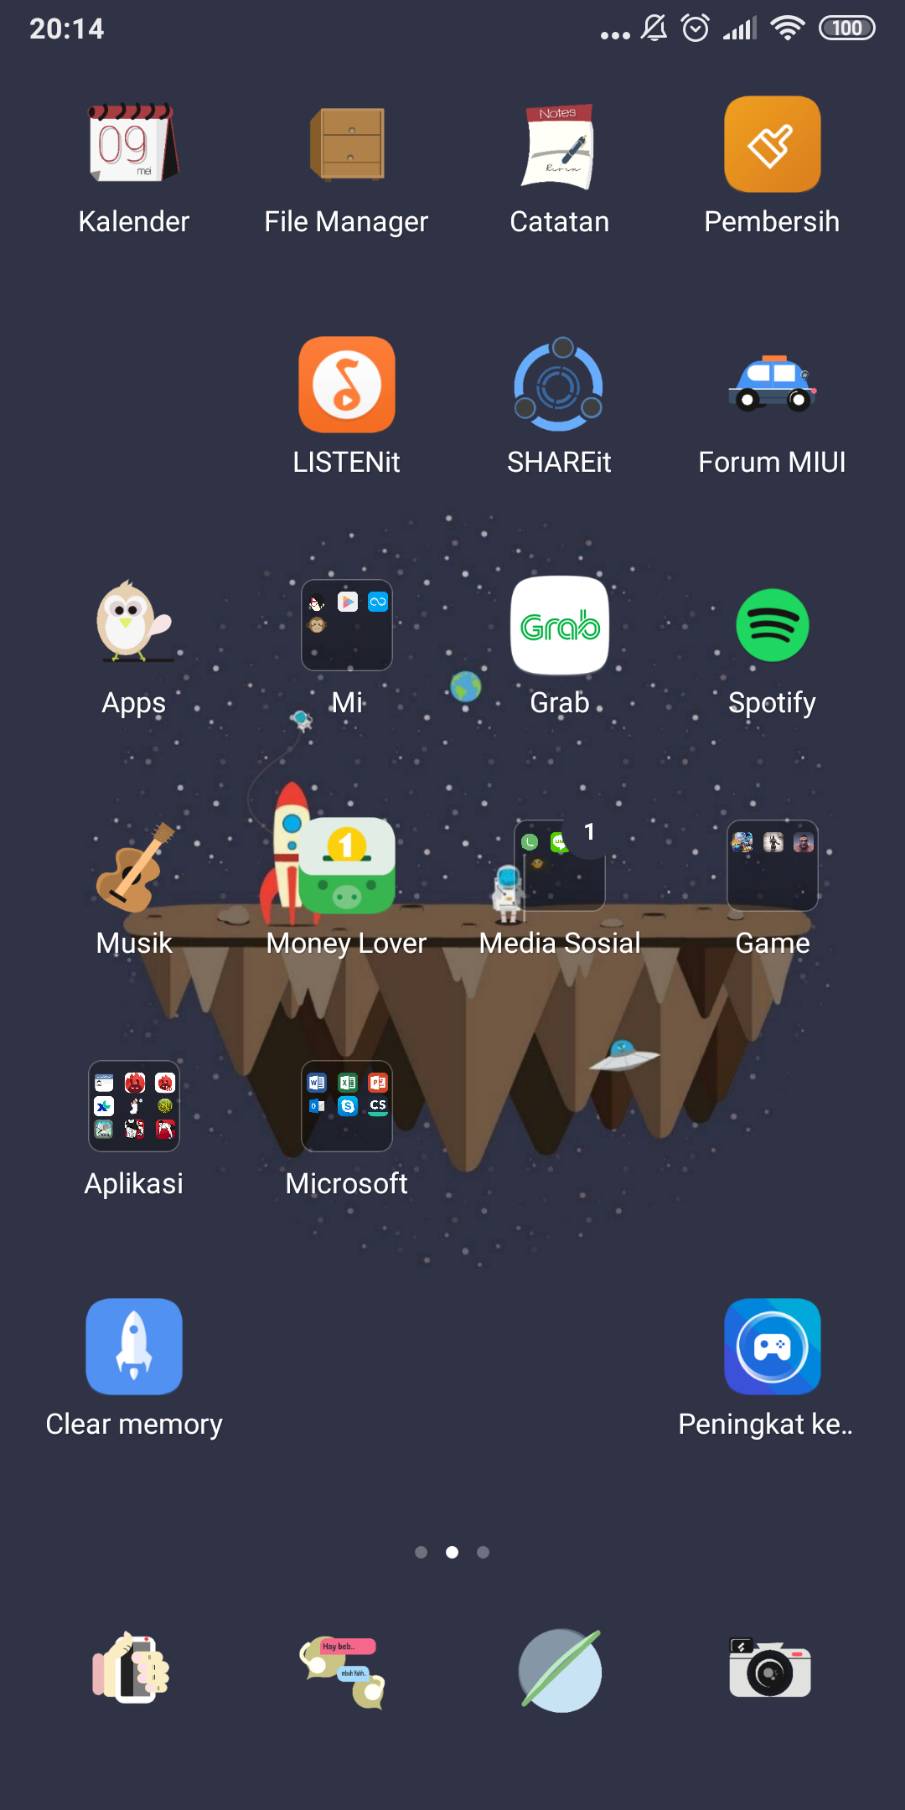 20:14
100
09
mei
Notes
Kalender
File Manager
Catatan
Pembersih
LISTENit
SHAREit
Forum MIUI
Grab
Apps
Mi
Grab
Spotify
1
1
Musik
Money Lover
Media Sosial
Game
CS
Aplikasi
Microsoft
Clear memory
Peningkat ke..
Hay beb..